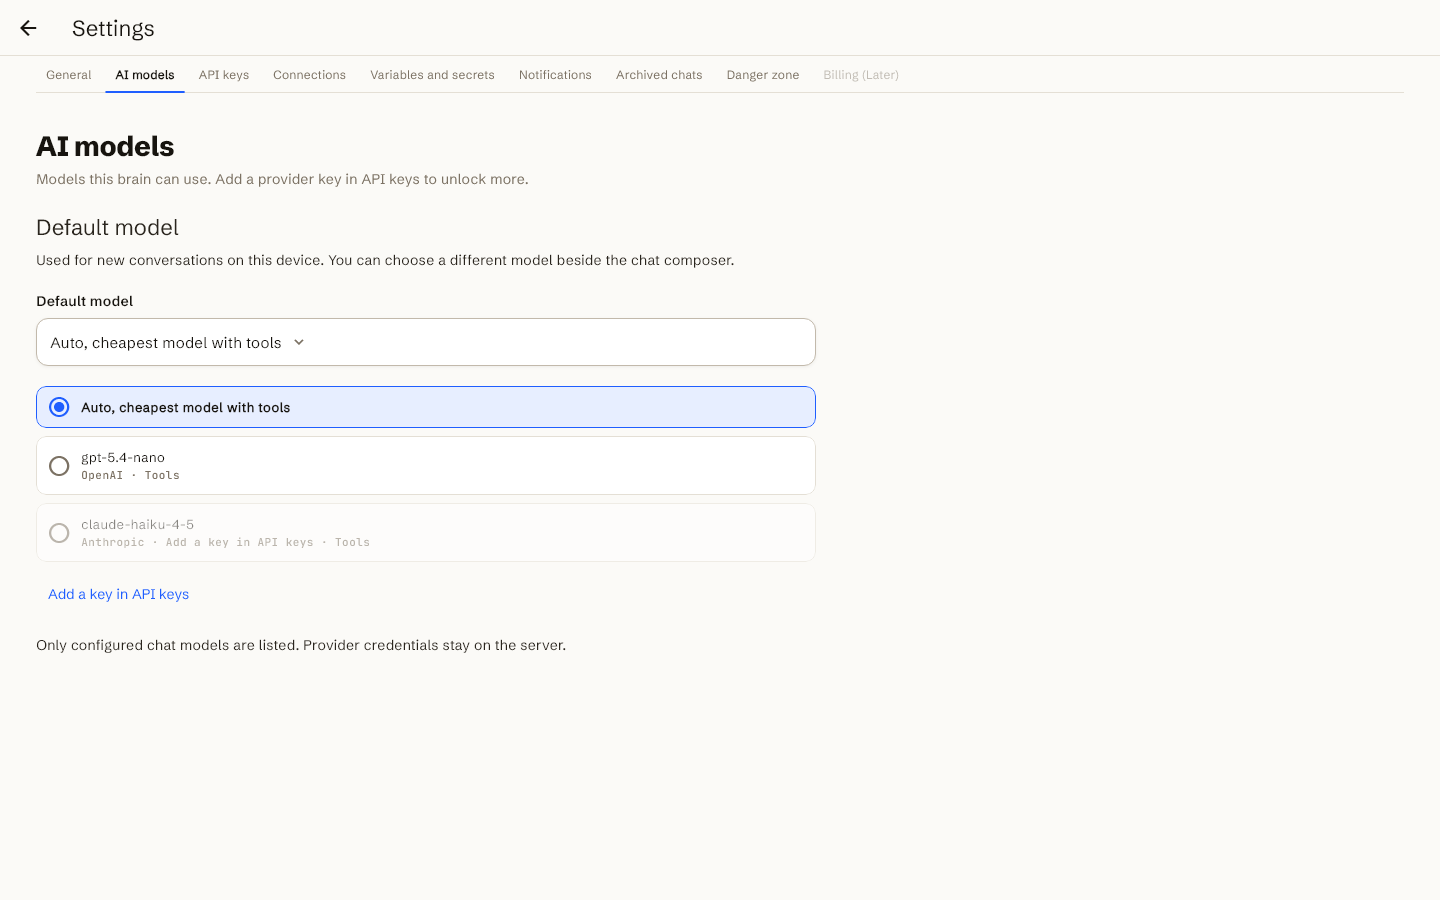 Settings
General AI models API keys Connections Variables and secrets Notifications Archived chats Danger zone Billing (Later)
AI models
Models this brain can use. Add a provider key in API keys to unlock more.
Default model
Used for new conversations on this device. You can choose a different model beside the chat composer.
Default model
Auto, cheapest model with tools
Auto, cheapest model with tools
gpt-5.4-nano
OpenAI · Tools
claude-haiku-4-5
Anthropic · Add a key in API keys · Tools
Add a key in API keys
Only configured chat models are listed. Provider credentials stay on the server.